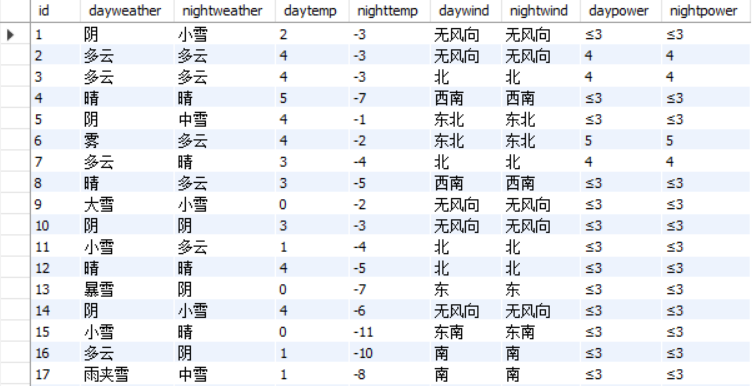 id dayweather nightweather daytemp nighttemp daywind nightwind daypower nightpower
1 阴 小雪 2 -3 无风向 无风向 ≤3 ≤3
2 多云 多云 4 -3 无风向 无风向 4 4
3 多云 多云 4 -3 北 北 4 4
4 晴 晴 5 -7 西南 西南 ≤3 ≤3
5 阴 中雪 4 -1 东北 东北 ≤3 ≤3
6 雾 多云 4 -2 东北 东北 5 5
7 多云 晴 3 -4 北 北 4 4
8 晴 多云 3 -5 西南 西南 ≤3 ≤3
9 大雪 小雪 0 -2 无风向 无风向 ≤3 ≤3
10 阴 阴 3 -3 无风向 无风向 ≤3 ≤3
11 小雪 多云 1 -4 北 北 ≤3 ≤3
12 晴 晴 4 -5 北 北 ≤3 ≤3
13 暴雪 阴 0 -7 东 东 ≤3 ≤3
14 阴 小雪 4 -6 无风向 无风向 ≤3 ≤3
15 小雪 晴 0 -11 东南 东南 ≤3 ≤3
16 多云 阴 1 -10 南 南 ≤3 ≤3
17 雨夹雪 中雪 1 -8 南 南 ≤3 ≤3